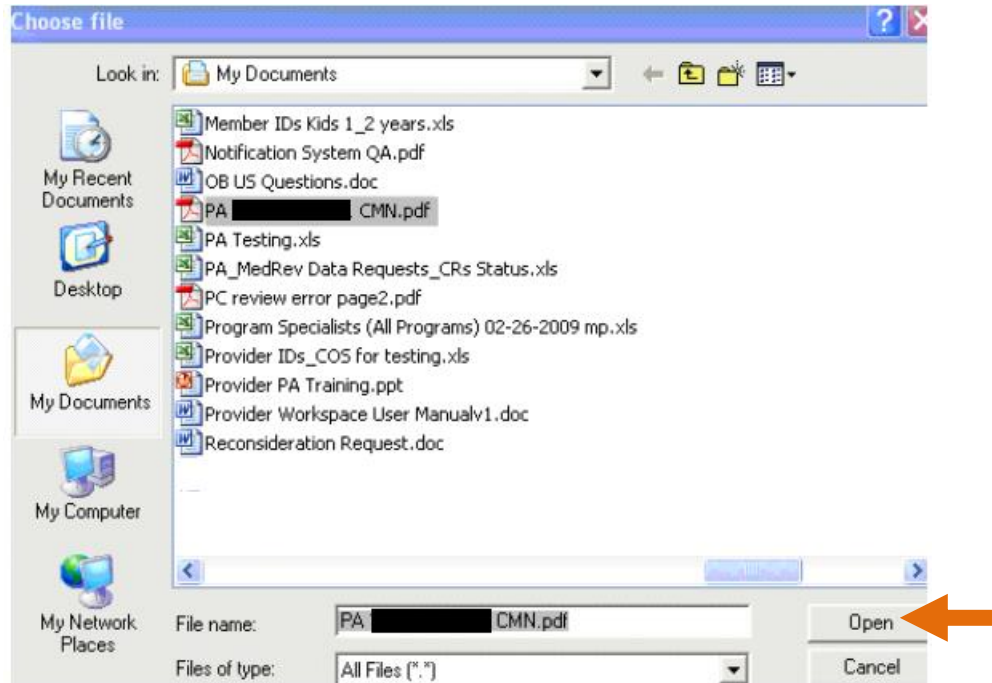 Choose file
Look in: My Documents
My Recent
Documents
Desktop
My Documents
My Computer
My Network
Places
Member IDs Kids 1_2 years.xls
Notification System QA.pdf
OB US Questions.doc
PA CMN.pdf
PA Testing.xls
PA_MedRev Data Requests_CRs Status.xls
PC review error page2.pdf
Program Specialists (All Programs) 02-26-2009 mp.xls
Provider IDs_COS for testing.xls
Provider PA Training.ppt
Provider Workspace User Manualv1.doc
Reconsideration Request.doc
File name: PA CMN.pdf Open
Files of type: All Files (*.*) Cancel